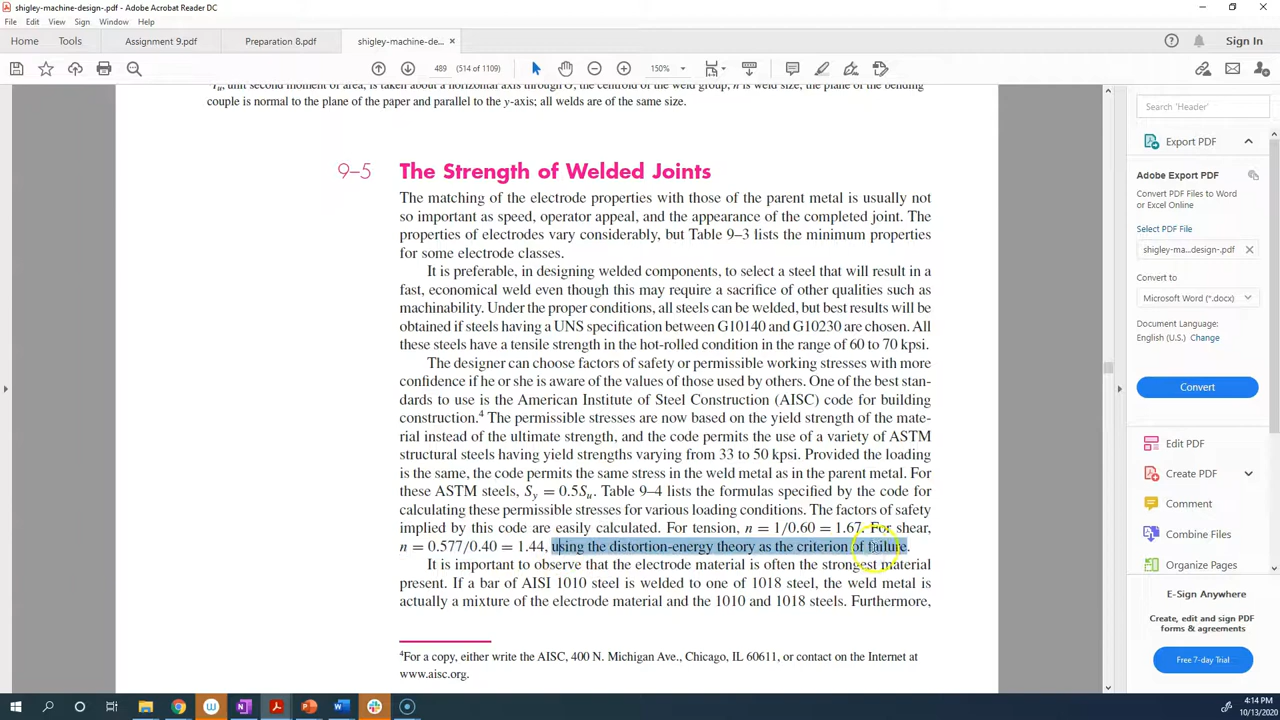 shigley-machine-design-.pdf - Adobe Acrobat Reader DC
File Edit View Sign Window Help
Home Tools Assignment 9.pdf Preparation 8.pdf shigley-machine-de... × Sign In
489 (514 of 1109) 150%
unit second moment of area, is taken about a horizontal axis through G, the centroid of the weld group, n is weld size; the plane of the bending
couple is normal to the plane of the paper and parallel to the y-axis; all welds are of the same size.
9–5 The Strength of Welded Joints
The matching of the electrode properties with those of the parent metal is usually not
so important as speed, operator appeal, and the appearance of the completed joint. The
properties of electrodes vary considerably, but Table 9–3 lists the minimum properties
for some electrode classes.
It is preferable, in designing welded components, to select a steel that will result in a
fast, economical weld even though this may require a sacrifice of other qualities such as
machinability. Under the proper conditions, all steels can be welded, but best results will be
obtained if steels having a UNS specification between G10140 and G10230 are chosen. All
these steels have a tensile strength in the hot-rolled condition in the range of 60 to 70 kpsi.
The designer can choose factors of safety or permissible working stresses with more
confidence if he or she is aware of the values of those used by others. One of the best stan-
dards to use is the American Institute of Steel Construction (AISC) code for building
construction.⁴ The permissible stresses are now based on the yield strength of the mate-
rial instead of the ultimate strength, and the code permits the use of a variety of ASTM
structural steels having yield strengths varying from 33 to 50 kpsi. Provided the loading
is the same, the code permits the same stress in the weld metal as in the parent metal. For
these ASTM steels, Sy = 0.5Su. Table 9–4 lists the formulas specified by the code for
calculating these permissible stresses for various loading conditions. The factors of safety
implied by this code are easily calculated. For tension, n = 1/0.60 = 1.67. For shear,
n = 0.577/0.40 = 1.44, using the distortion-energy theory as the criterion of failure.
It is important to observe that the electrode material is often the strongest material
present. If a bar of AISI 1010 steel is welded to one of 1018 steel, the weld metal is
actually a mixture of the electrode material and the 1010 and 1018 steels. Furthermore,
⁴For a copy, either write the AISC, 400 N. Michigan Ave., Chicago, IL 60611, or contact on the Internet at
www.aisc.org.
Search 'Header'
Export PDF
Adobe Export PDF
Convert PDF Files to Word
or Excel Online
Select PDF File
shigley-ma...design-.pdf ×
Convert to
Microsoft Word (*.docx)
Document Language:
English (U.S.) Change
Convert
Edit PDF
Create PDF
Comment
Combine Files
Organize Pages
E-Sign Anywhere
Create, edit and sign PDF
forms & agreements
Free 7-day Trial
4:14 PM
10/13/2020